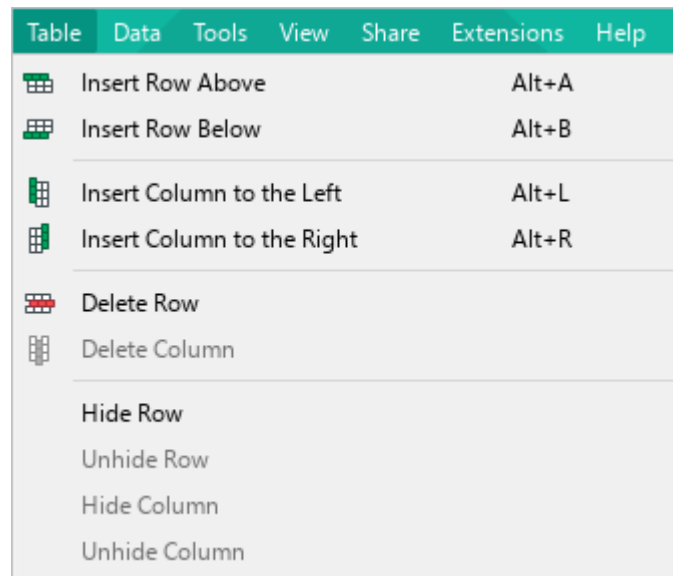 Table Data Tools View Share Extensions Help
Insert Row Above Alt+A
Insert Row Below Alt+B
Insert Column to the Left Alt+L
Insert Column to the Right Alt+R
Delete Row
Delete Column
Hide Row
Unhide Row
Hide Column
Unhide Column